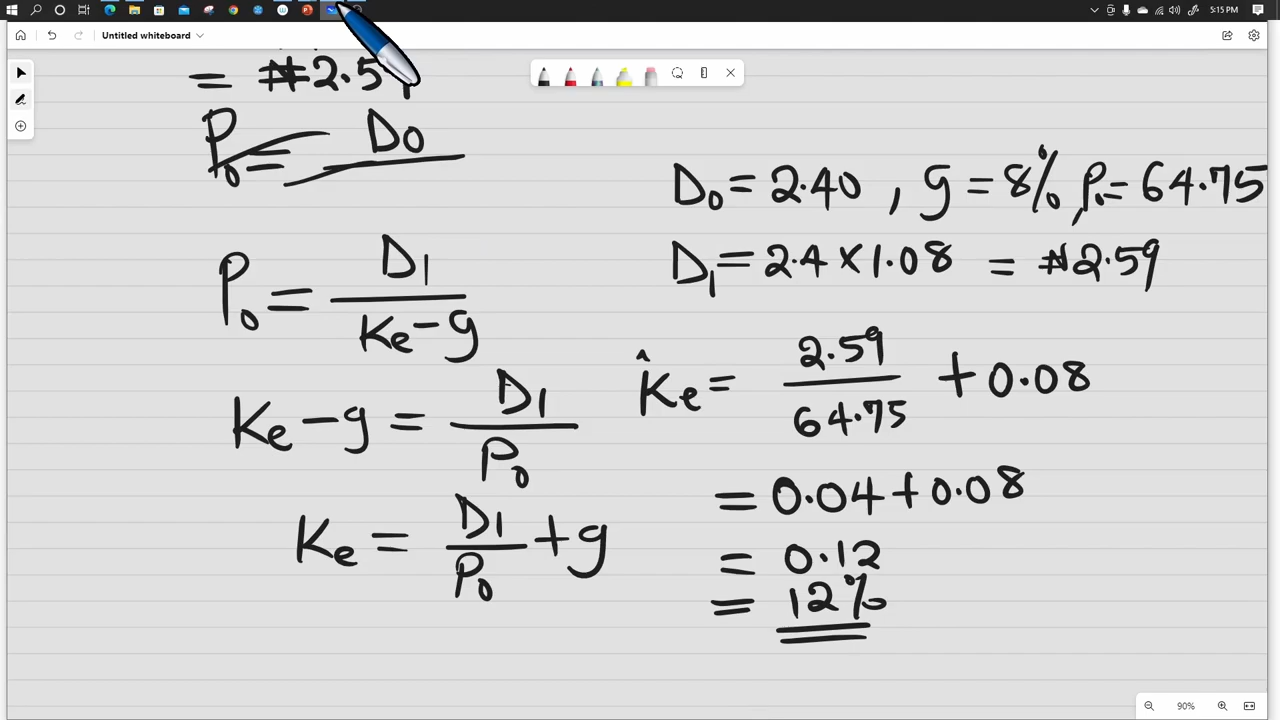 5:15 PM
Untitled whiteboard
= ₦2.59
P0 = D0
P0 = D1 / Ke - g
Ke - g = D1 / P0
Ke = D1 / P0 + g
D0 = 2.40 , g = 8%, P0 = 64.75
D1 = 2.4 × 1.08 = ₦2.59
Ke = 2.59 / 64.75 + 0.08
= 0.04 + 0.08
= 0.12
= 12%
90%